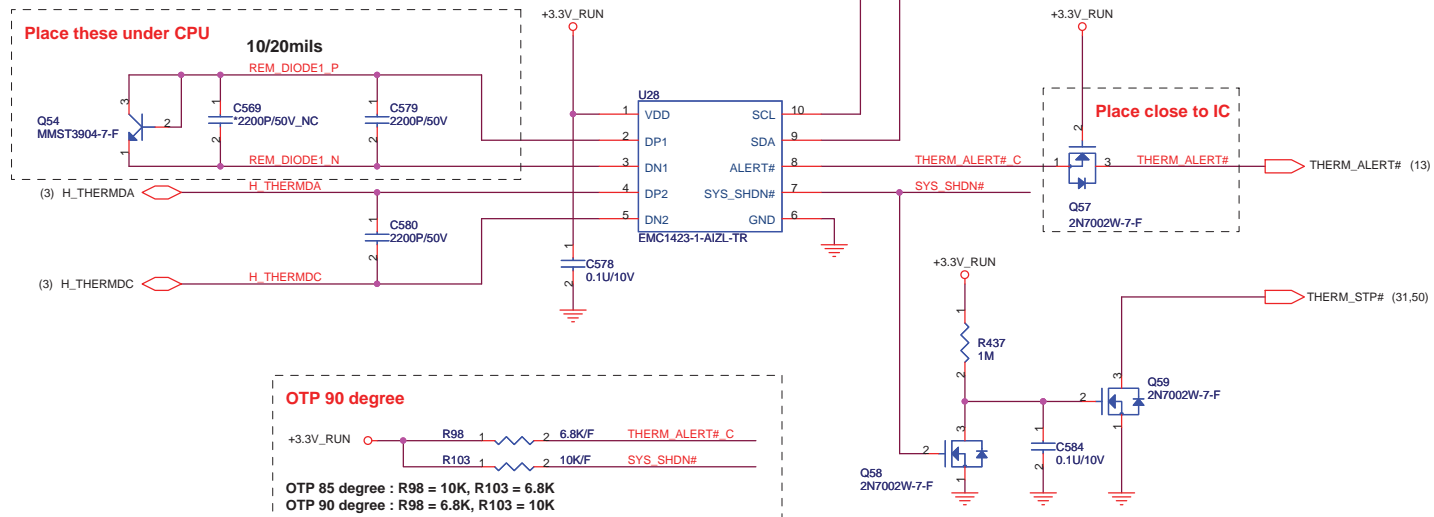 Place these under CPU
10/20mils
REM_DIODE1_P
3
Q54
MMST3904-7-F
2
1
1
C569
*2200P/50V_NC
2
1
C579
2200P/50V
2
REM_DIODE1_N
(3) H_THERMDA
H_THERMDA
1
C580
2200P/50V
2
(3) H_THERMDC
H_THERMDC
+3.3V_RUN
1
C578
0.1U/10V
2
U28
1 VDD
2 DP1
3 DN1
4 DP2
5 DN2
SCL 10
SDA 9
ALERT# 8
SYS_SHDN# 7
GND 6
EMC1423-1-AIZL-TR
THERM_ALERT#_C
SYS_SHDN#
+3.3V_RUN
Place close to IC
2
1
3
THERM_ALERT#
THERM_ALERT# (13)
Q57
2N7002W-7-F
+3.3V_RUN
1
R437
1M
2
3
2
Q58
2N7002W-7-F
1
1
C584
0.1U/10V
2
3
2
Q59
2N7002W-7-F
1
THERM_STP# (31,50)
OTP 90 degree
+3.3V_RUN
R98 1 2 6.8K/F THERM_ALERT#_C
R103 1 2 10K/F SYS_SHDN#
OTP 85 degree : R98 = 10K, R103 = 6.8K
OTP 90 degree : R98 = 6.8K, R103 = 10K